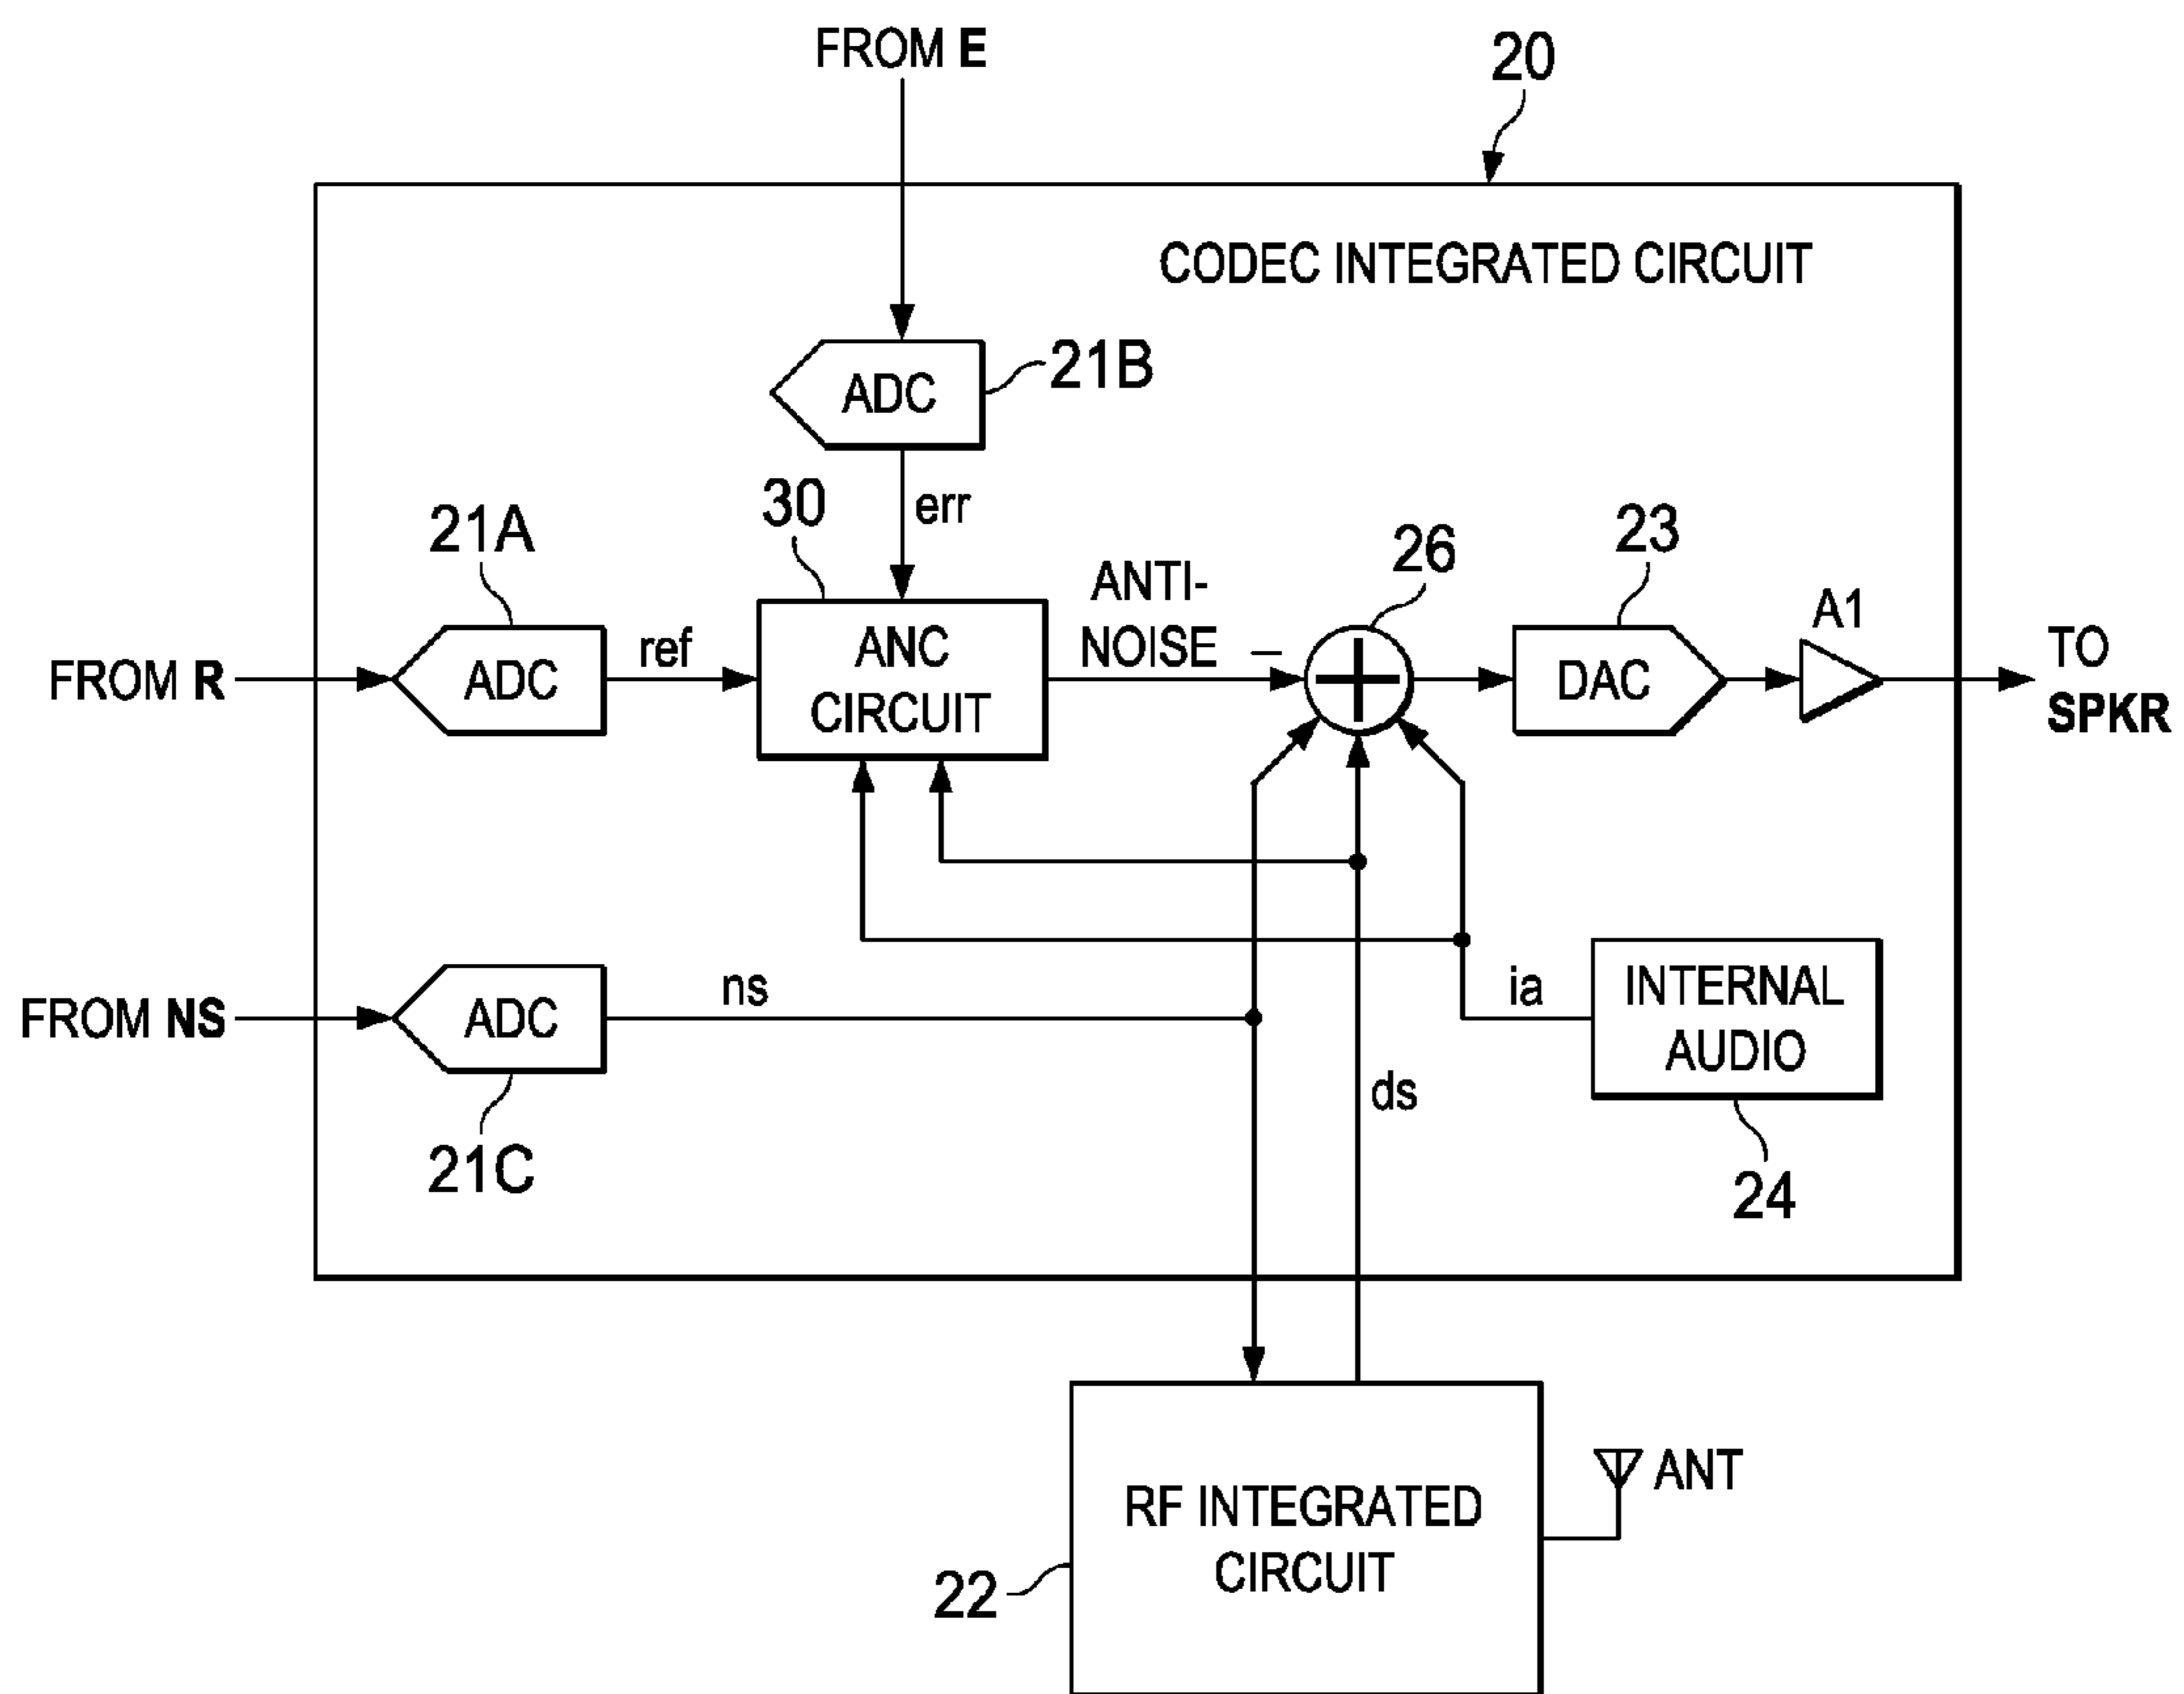 FROM E
20
CODEC INTEGRATED CIRCUIT
ADC
21B
err
30
21A
ref
FROM R
ADC
ANC
CIRCUIT
ANTI-
NOISE
–
26
23
DAC
A1
TO
SPKR
FROM NS
ADC
21C
ns
ia
INTERNAL
AUDIO
24
ds
RF INTEGRATED
CIRCUIT
22
ANT